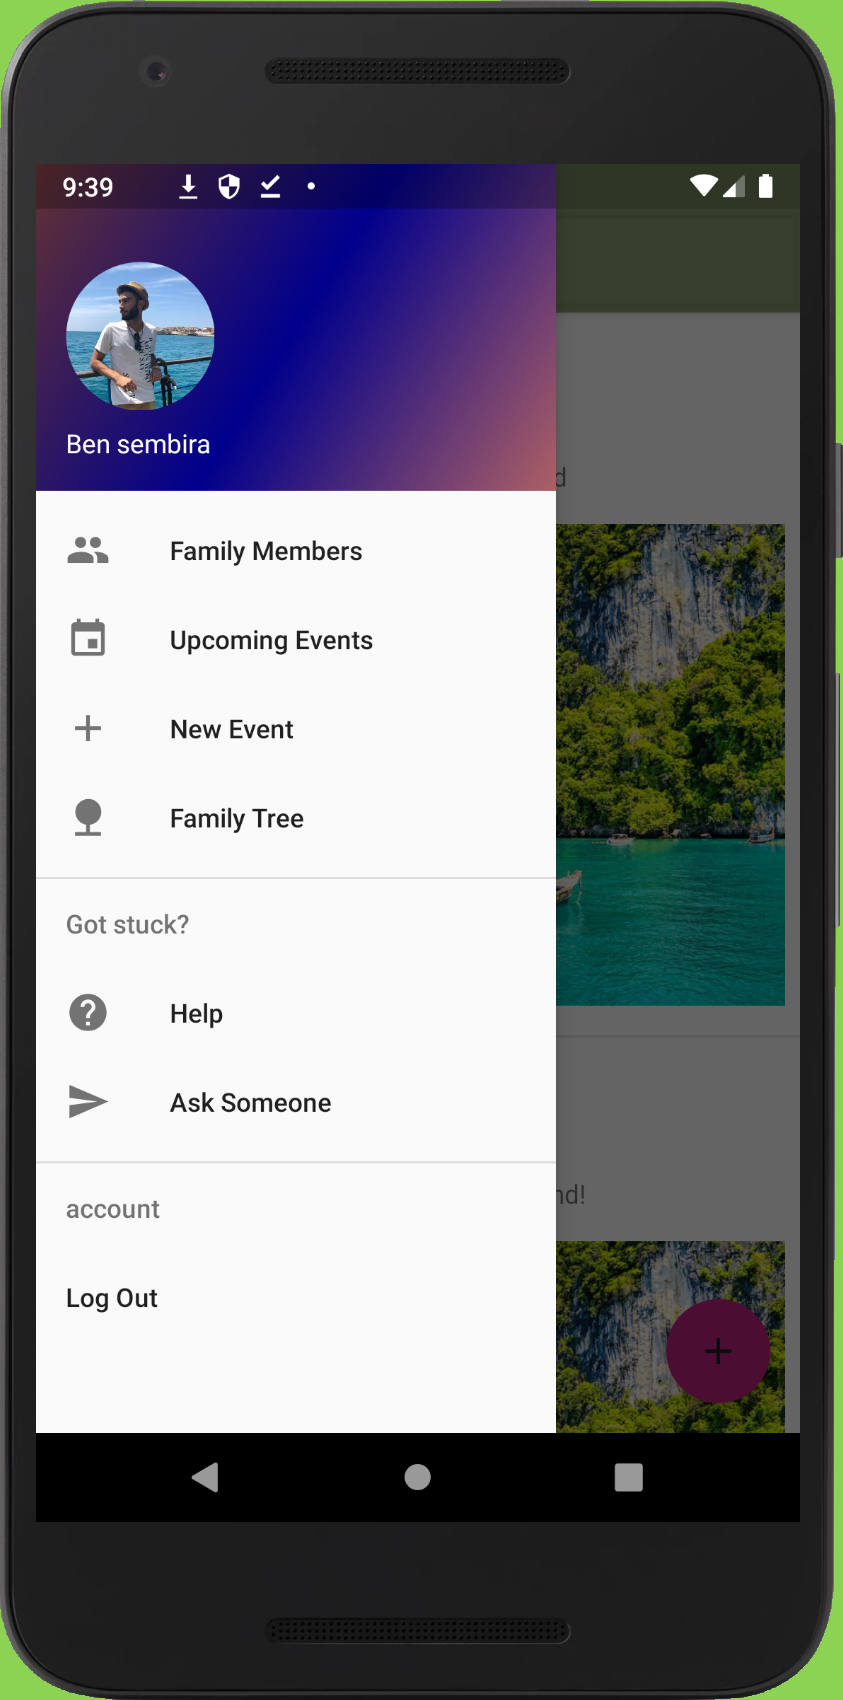 9:39
Ben sembira
d
Family Members
Upcoming Events
New Event
Family Tree
Got stuck?
Help
Ask Someone
nd!
account
Log Out